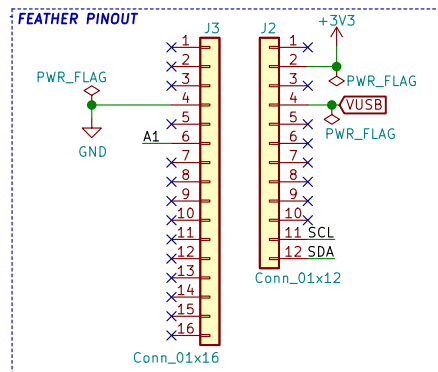 FEATHER PINOUT
J3
1
2
3
4
5
6
7
8
9
10
11
12
13
14
15
16
Conn_01x16
PWR_FLAG
GND
A1
J2
1
2
3
4
5
6
7
8
9
10
11
12
Conn_01x12
+3V3
PWR_FLAG
VUSB
PWR_FLAG
SCL
SDA